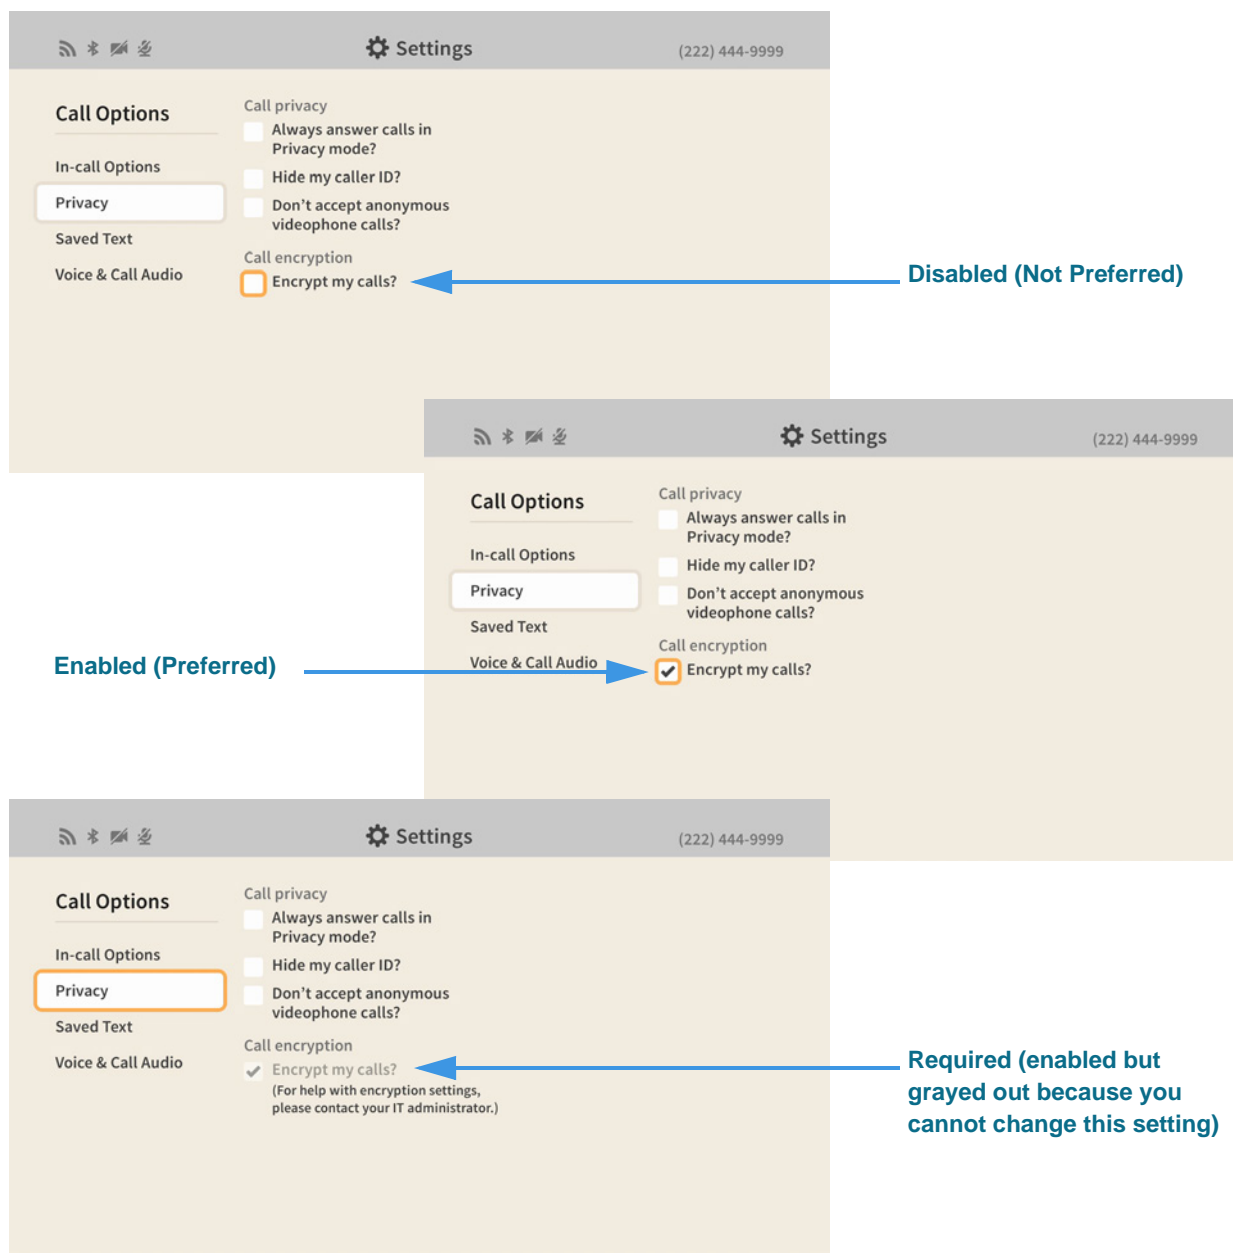 Settings
(222) 444-9999
Call Options
In-call Options
Privacy
Saved Text
Voice & Call Audio
Call privacy
Always answer calls in
Privacy mode?
Hide my caller ID?
Don't accept anonymous
videophone calls?
Call encryption
Encrypt my calls?
Disabled (Not Preferred)
Settings
(222) 444-9999
Call Options
In-call Options
Privacy
Saved Text
Voice & Call Audio
Call privacy
Always answer calls in
Privacy mode?
Hide my caller ID?
Don't accept anonymous
videophone calls?
Call encryption
Encrypt my calls?
Enabled (Preferred)
Settings
(222) 444-9999
Call Options
In-call Options
Privacy
Saved Text
Voice & Call Audio
Call privacy
Always answer calls in
Privacy mode?
Hide my caller ID?
Don't accept anonymous
videophone calls?
Call encryption
Encrypt my calls?
(For help with encryption settings,
please contact your IT administrator.)
Required (enabled but
grayed out because you
cannot change this setting)